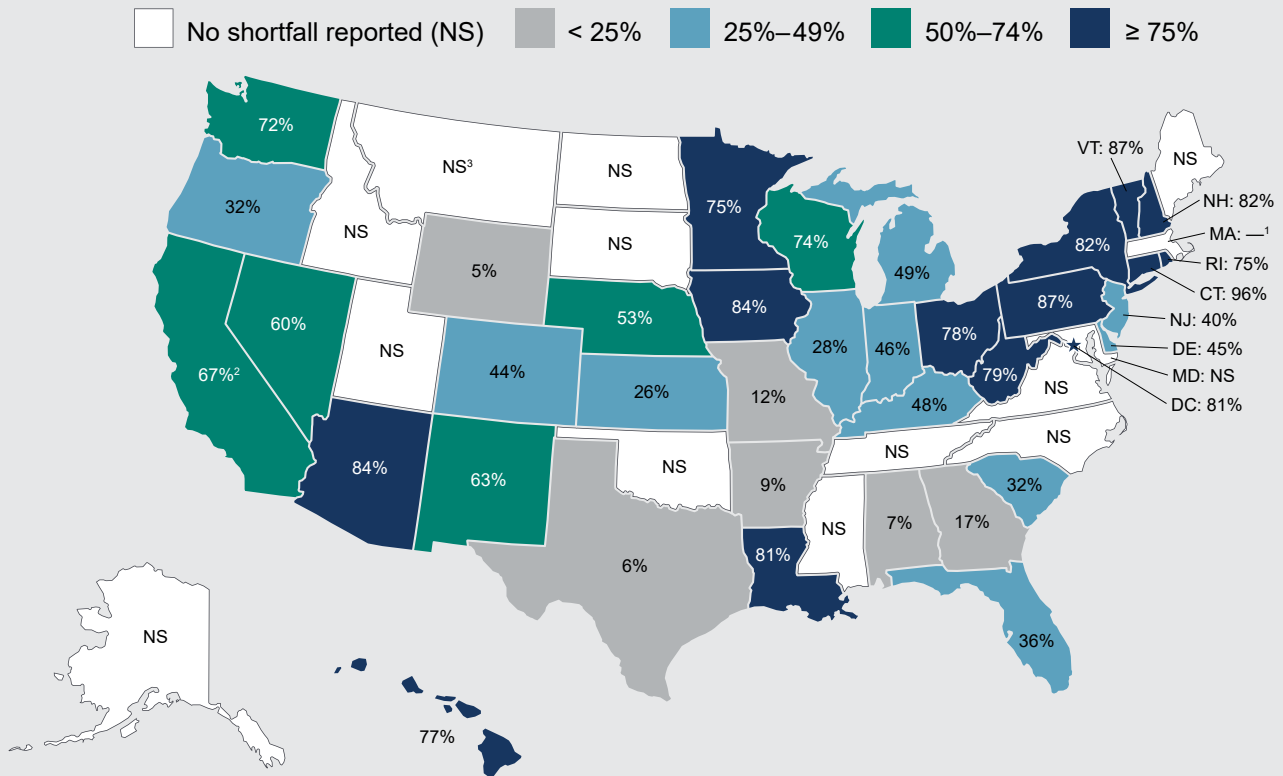 No shortfall reported (NS) < 25% 25%–49% 50%–74% ≥ 75%
72%
NS³
NS
75%
VT: 87%
NS
32%
NS
NS
74%
49%
82%
NH: 82%
MA: —¹
RI: 75%
5%
84%
87%
CT: 96%
67%²
60%
NS
53%
28%
46%
78%
NJ: 40%
DE: 45%
44%
26%
12%
48%
79%
NS
MD: NS
DC: 81%
84%
63%
NS
9%
NS
NS
32%
6%
81%
NS
7%
17%
36%
NS
77%